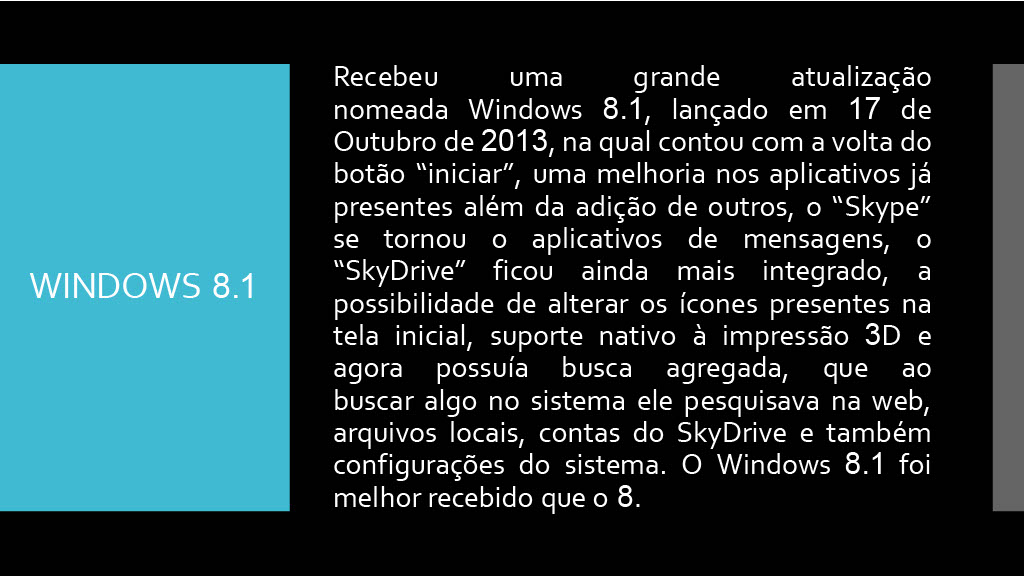 WINDOWS 8.1
Recebeu uma grande atualização
nomeada Windows 8.1, lançado em 17 de
Outubro de 2013, na qual contou com a volta do
botão “iniciar”, uma melhoria nos aplicativos já
presentes além da adição de outros, o “Skype”
se tornou o aplicativos de mensagens, o
“SkyDrive” ficou ainda mais integrado, a
possibilidade de alterar os ícones presentes na
tela inicial, suporte nativo à impressão 3D e
agora possuía busca agregada, que ao
buscar algo no sistema ele pesquisava na web,
arquivos locais, contas do SkyDrive e também
configurações do sistema. O Windows 8.1 foi
melhor recebido que o 8.